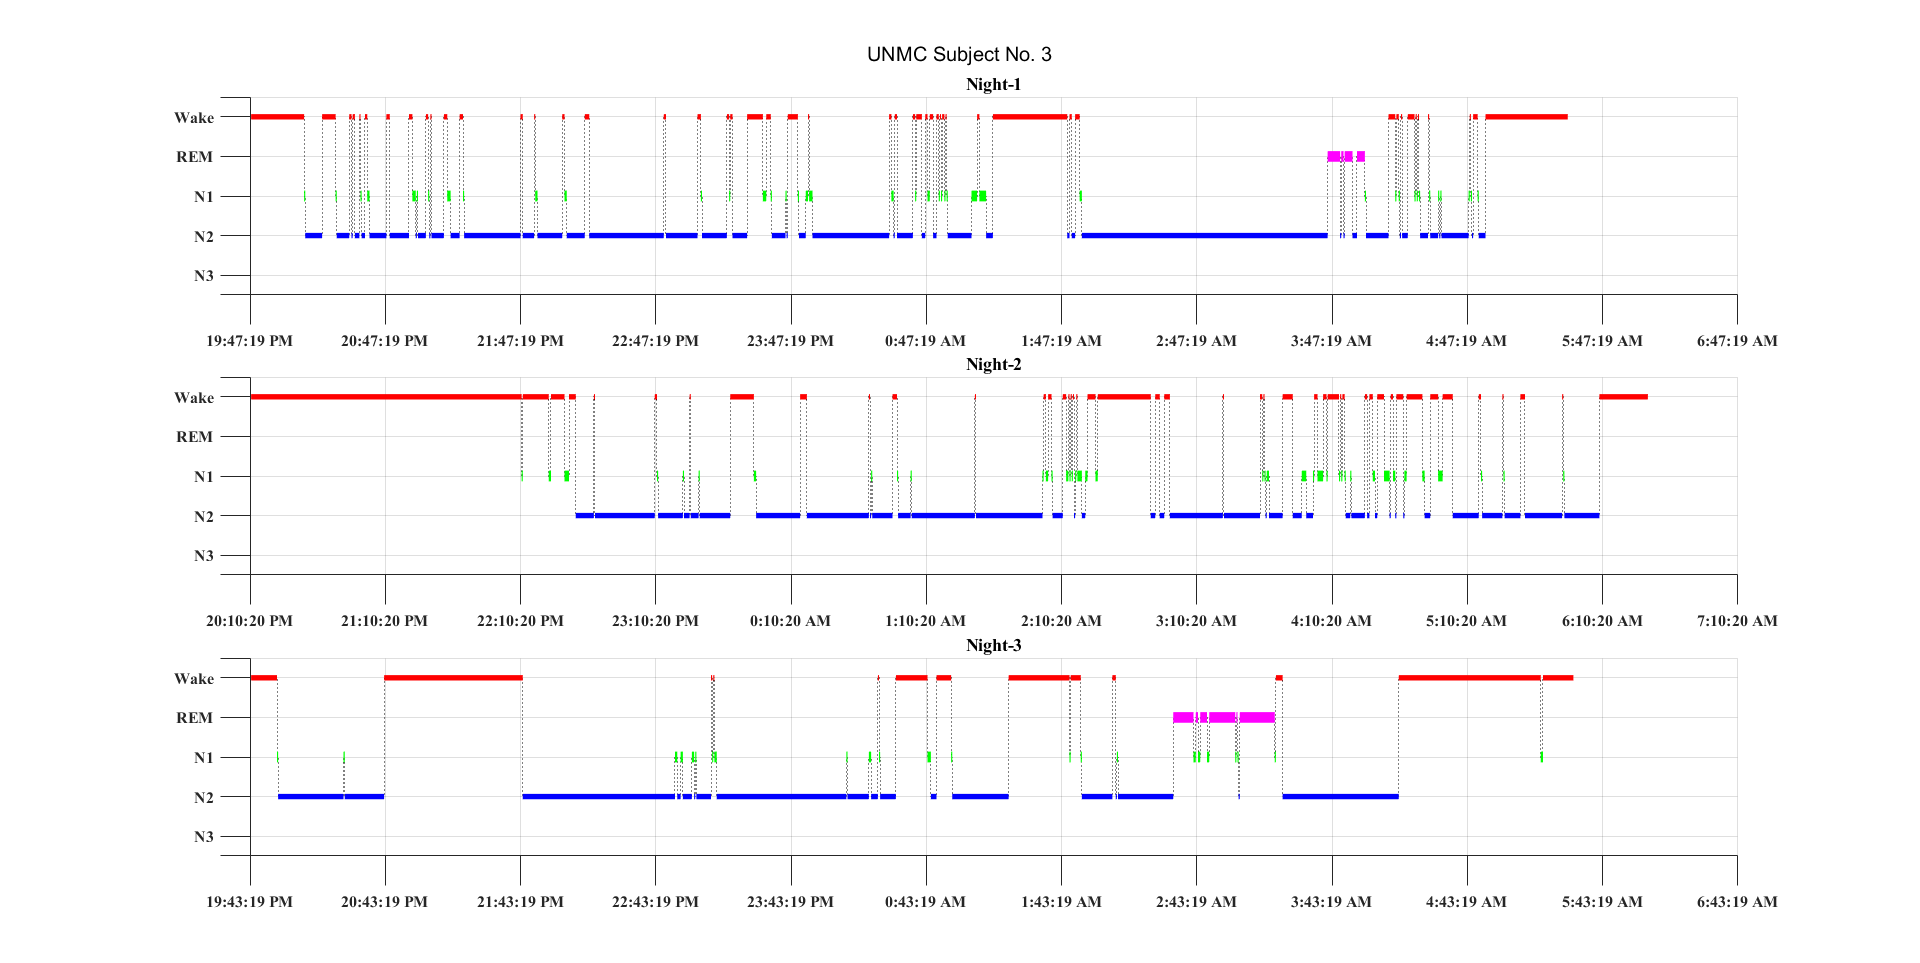 UNMC Subject No. 3
Night-1
Wake
REM
N1
N2
N3
19:47:19 PM 20:47:19 PM 21:47:19 PM 22:47:19 PM 23:47:19 PM 0:47:19 AM 1:47:19 AM 2:47:19 AM 3:47:19 AM 4:47:19 AM 5:47:19 AM 6:47:19 AM
Night-2
Wake
REM
N1
N2
N3
20:10:20 PM 21:10:20 PM 22:10:20 PM 23:10:20 PM 0:10:20 AM 1:10:20 AM 2:10:20 AM 3:10:20 AM 4:10:20 AM 5:10:20 AM 6:10:20 AM 7:10:20 AM
Night-3
Wake
REM
N1
N2
N3
19:43:19 PM 20:43:19 PM 21:43:19 PM 22:43:19 PM 23:43:19 PM 0:43:19 AM 1:43:19 AM 2:43:19 AM 3:43:19 AM 4:43:19 AM 5:43:19 AM 6:43:19 AM